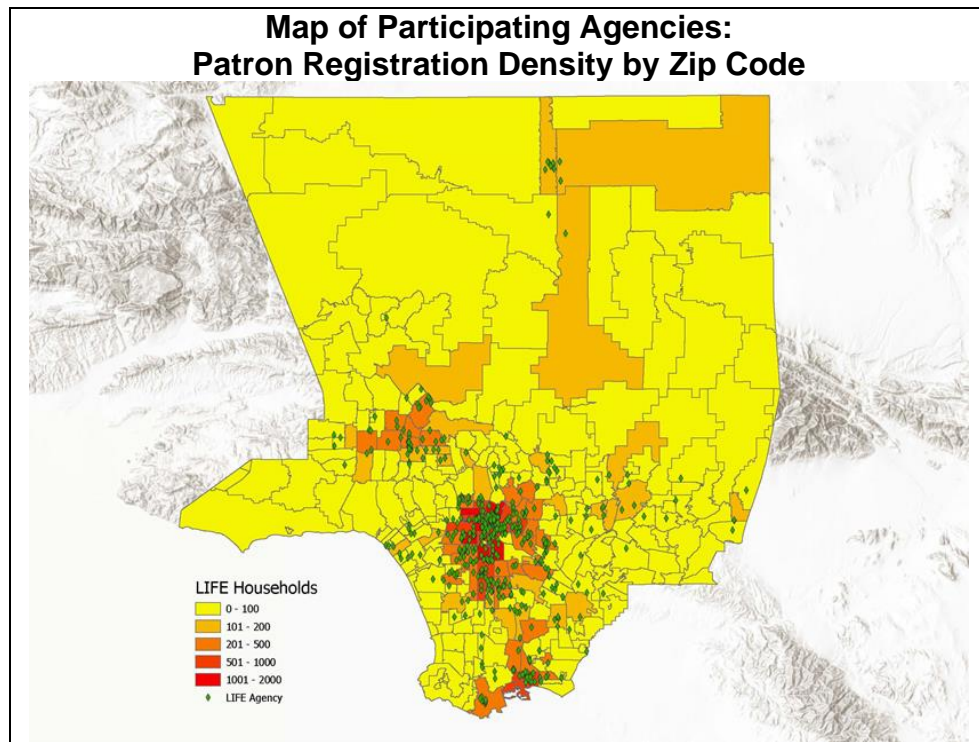 Map of Participating Agencies:
Patron Registration Density by Zip Code
LIFE Households
0 - 100
101 - 200
201 - 500
501 - 1000
1001 - 2000
LIFE Agency